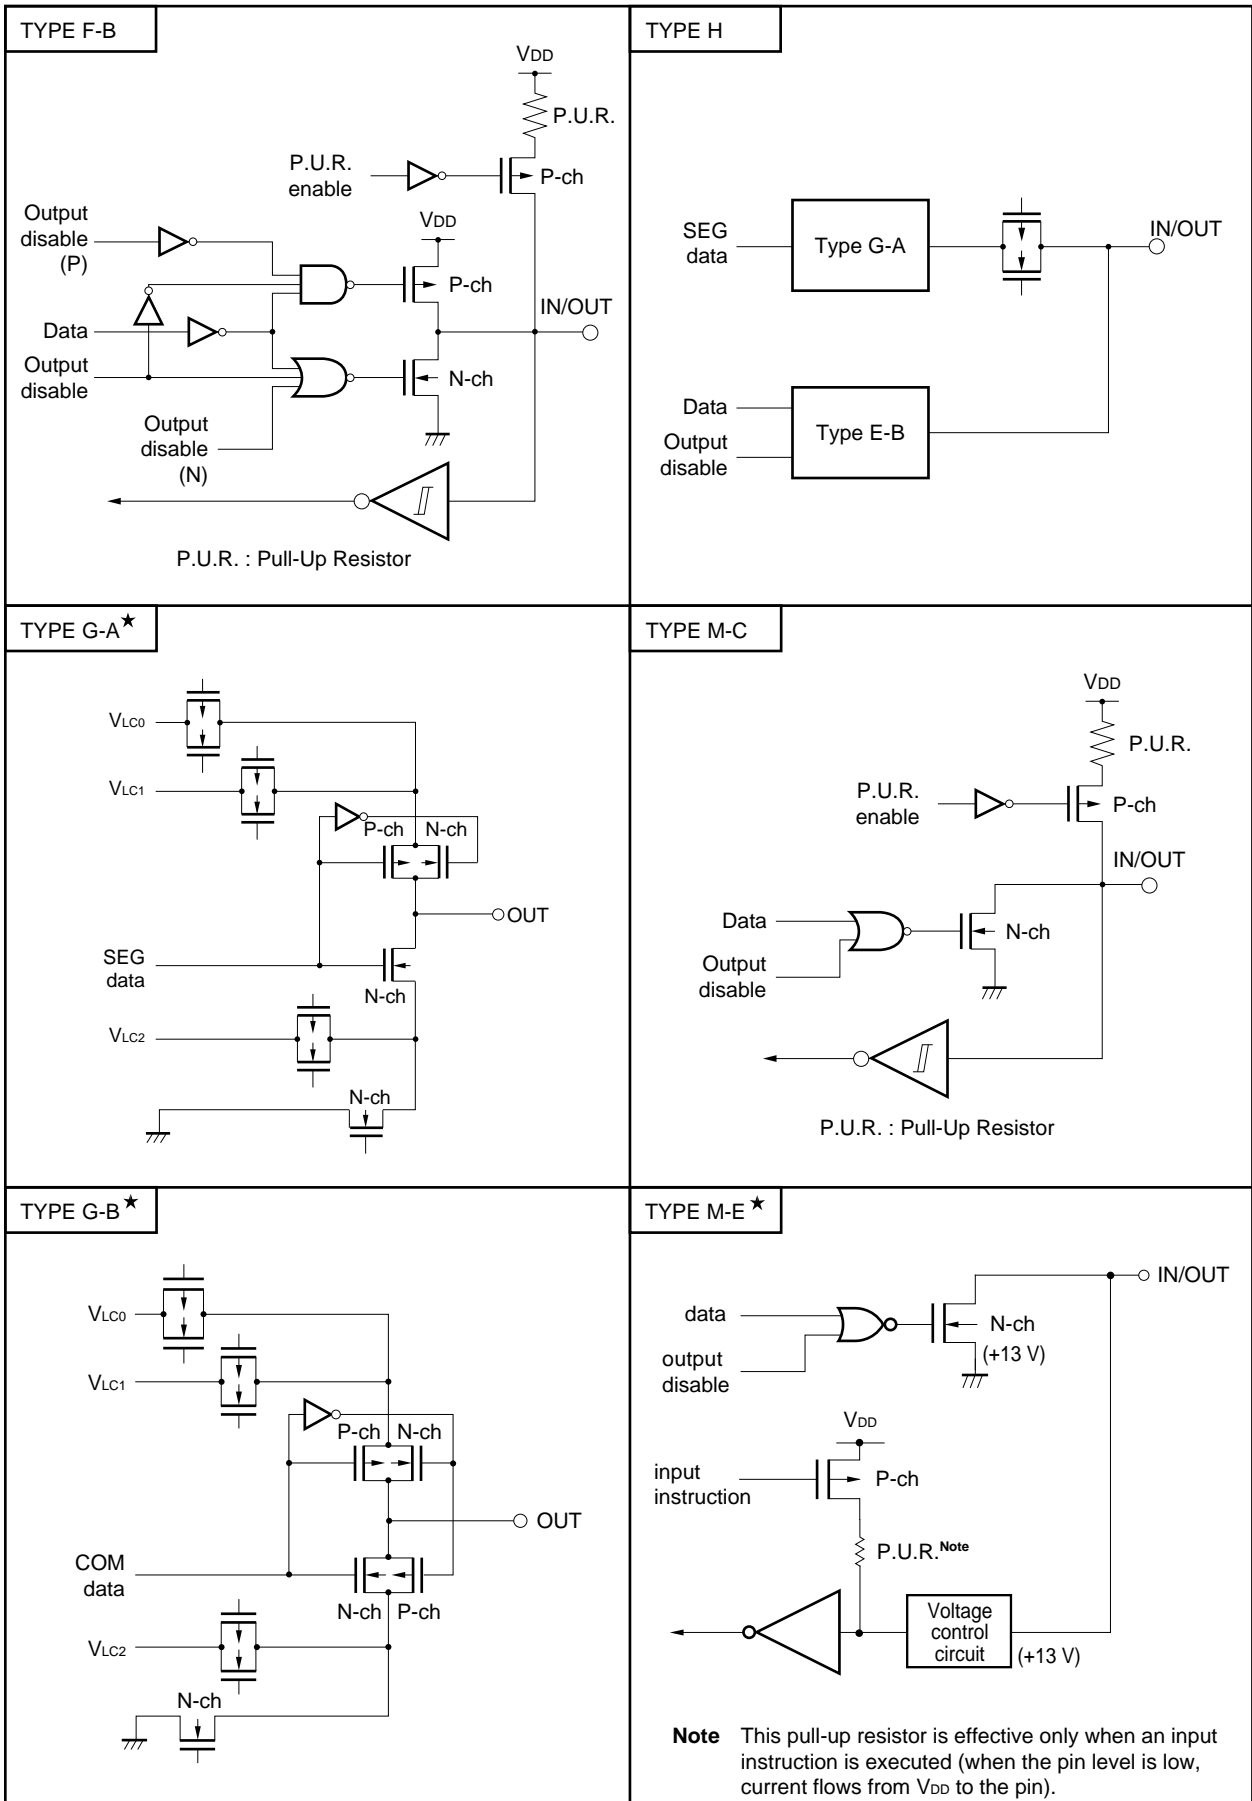 TYPE F-B
VDD
P.U.R.
P.U.R.
enable
P-ch
Output
disable
(P)
VDD
P-ch
IN/OUT
Data
Output
disable
N-ch
Output
disable
(N)
P.U.R. : Pull-Up Resistor
TYPE H
SEG
data
Type G-A
IN/OUT
Data
Output
disable
Type E-B
TYPE G-A★
VLC0
VLC1
P-ch N-ch
OUT
SEG
data
N-ch
VLC2
N-ch
TYPE M-C
VDD
P.U.R.
P.U.R.
enable
P-ch
IN/OUT
Data
N-ch
Output
disable
P.U.R. : Pull-Up Resistor
TYPE G-B★
VLC0
VLC1
P-ch N-ch
OUT
COM
data
N-ch P-ch
VLC2
N-ch
TYPE M-E★
IN/OUT
data
N-ch
(+13 V)
output
disable
VDD
input
instruction
P-ch
P.U.R.Note
Voltage
control
circuit
(+13 V)
Note This pull-up resistor is effective only when an input
instruction is executed (when the pin level is low,
current flows from VDD to the pin).